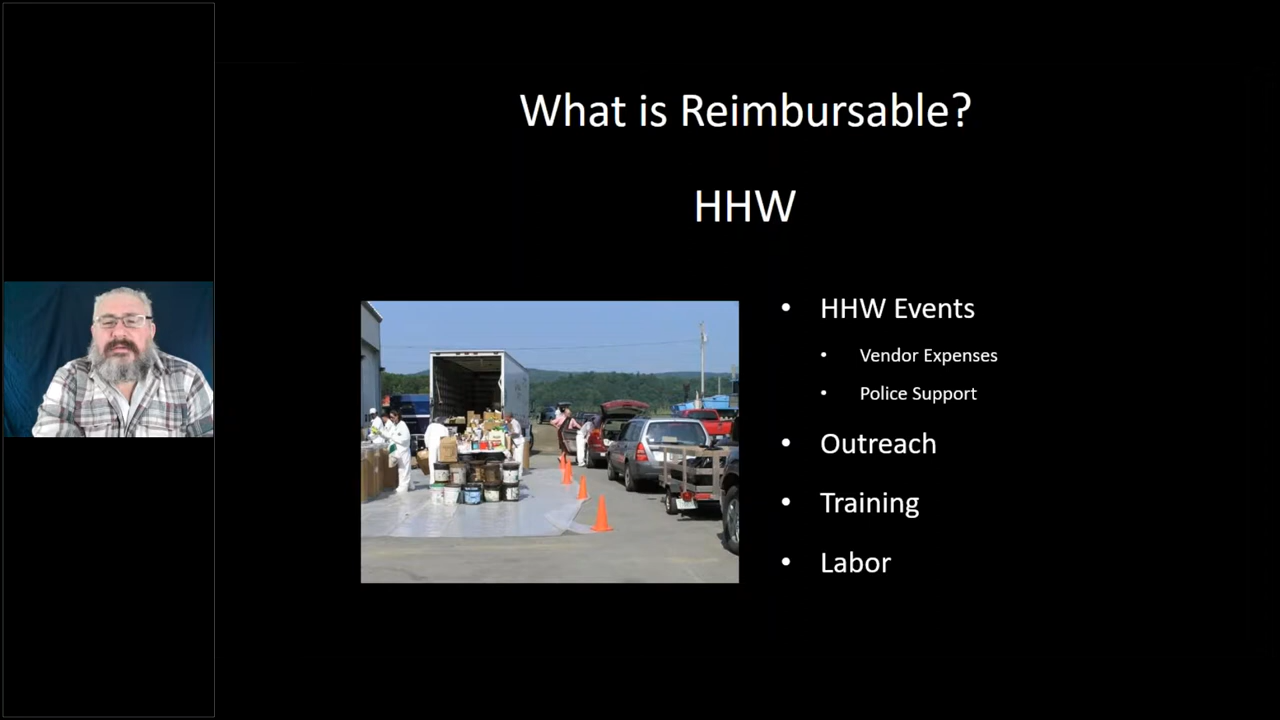 What is Reimbursable?
HHW
• HHW Events
• Vendor Expenses
• Police Support
• Outreach
• Training
• Labor